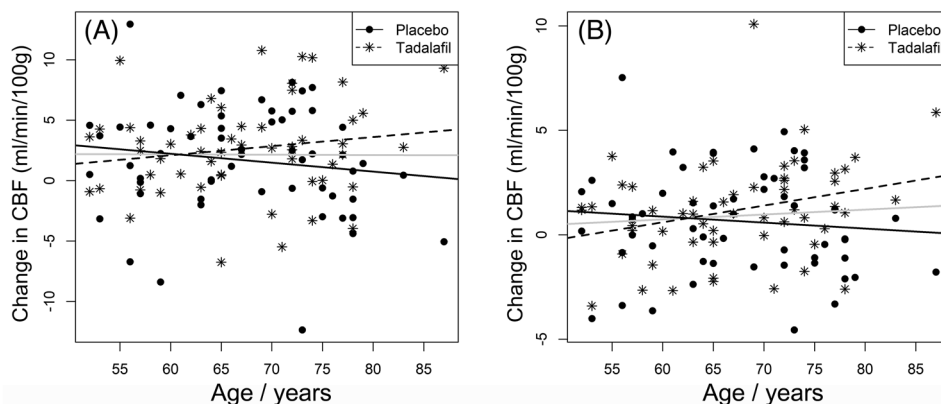 (A)
Placebo
Tadalafil
Change in CBF (ml/min/100g)
10
5
0
-5
-10
55 60 65 70 75 80 85
Age / years
(B)
Placebo
Tadalafil
Change in CBF (ml/min/100g)
10
5
0
-5
55 60 65 70 75 80 85
Age / years